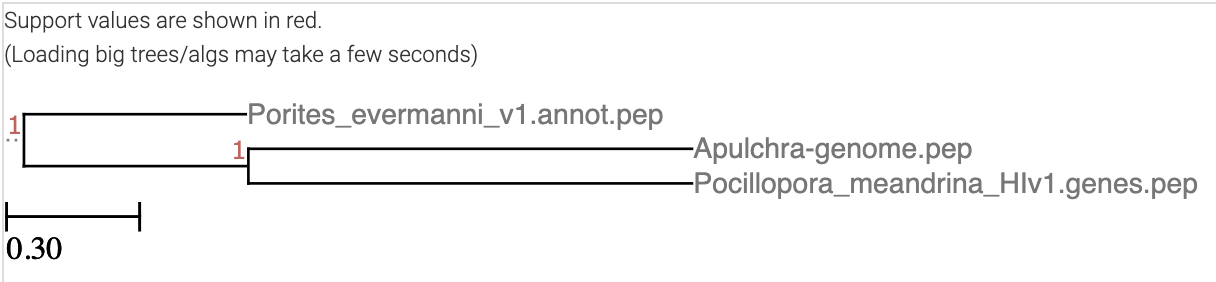 Support values are shown in red.
(Loading big trees/algs may take a few seconds)
1
Porites_evermanni_v1.annot.pep
1
Apulchra-genome.pep
Pocillopora_meandrina_HIv1.genes.pep
0.30